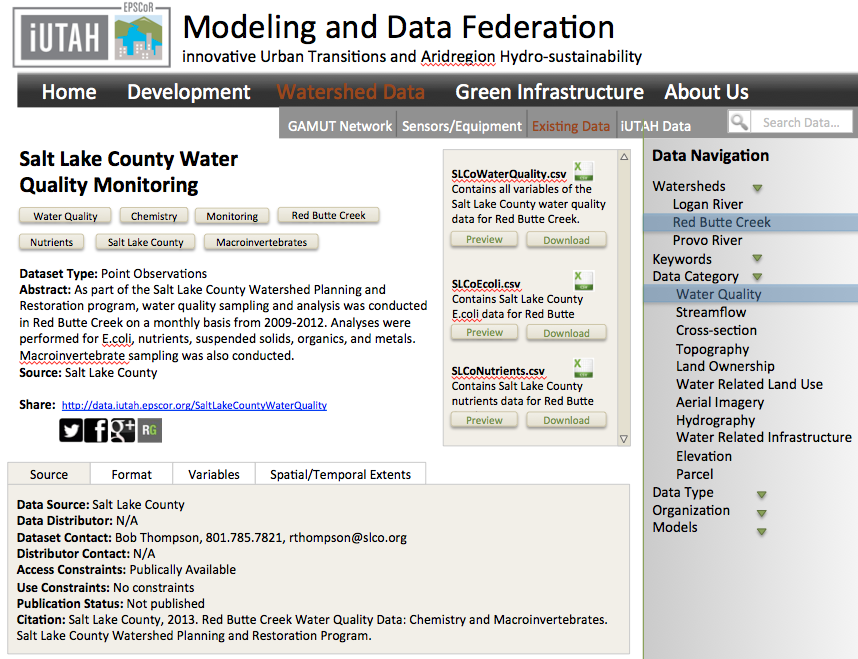 EPSCoR
iUTAH
Modeling and Data Federation
innovative Urban Transitions and Aridregion Hydro-sustainability
Home Development Watershed Data Green Infrastructure About Us
GAMUT Network Sensors/Equipment Existing Data iUTAH Data Search Data...
Salt Lake County Water
Quality Monitoring
Water Quality Chemistry Monitoring Red Butte Creek
Nutrients Salt Lake County Macroinvertebrates
Dataset Type: Point Observations
Abstract: As part of the Salt Lake County Watershed Planning and
Restoration program, water quality sampling and analysis was conducted
in Red Butte Creek on a monthly basis from 2009-2012. Analyses were
performed for E.coli, nutrients, suspended solids, organics, and metals.
Macroinvertebrate sampling was also conducted.
Source: Salt Lake County
Share: http://data.iutah.epscor.org/SaltLakeCountyWaterQuality
g+ RG
SLCoWaterQuality.csv
Contains all variables of the
Salt Lake County water quality
data for Red Butte Creek.
Preview Download
SLCoEcoli.csv
Contains Salt Lake County
E.coli data for Red Butte
Preview Download
SLCoNutrients.csv
Contains Salt Lake County
nutrients data for Red Butte
Preview Download
Source Format Variables Spatial/Temporal Extents
Data Source: Salt Lake County
Data Distributor: N/A
Dataset Contact: Bob Thompson, 801.785.7821, rthompson@slco.org
Distributor Contact: N/A
Access Constraints: Publically Available
Use Constraints: No constraints
Publication Status: Not published
Citation: Salt Lake County, 2013. Red Butte Creek Water Quality Data: Chemistry and Macroinvertebrates.
Salt Lake County Watershed Planning and Restoration Program.
Data Navigation
Watersheds
Logan River
Red Butte Creek
Provo River
Keywords
Data Category
Water Quality
Streamflow
Cross-section
Topography
Land Ownership
Water Related Land Use
Aerial Imagery
Hydrography
Water Related Infrastructure
Elevation
Parcel
Data Type
Organization
Models